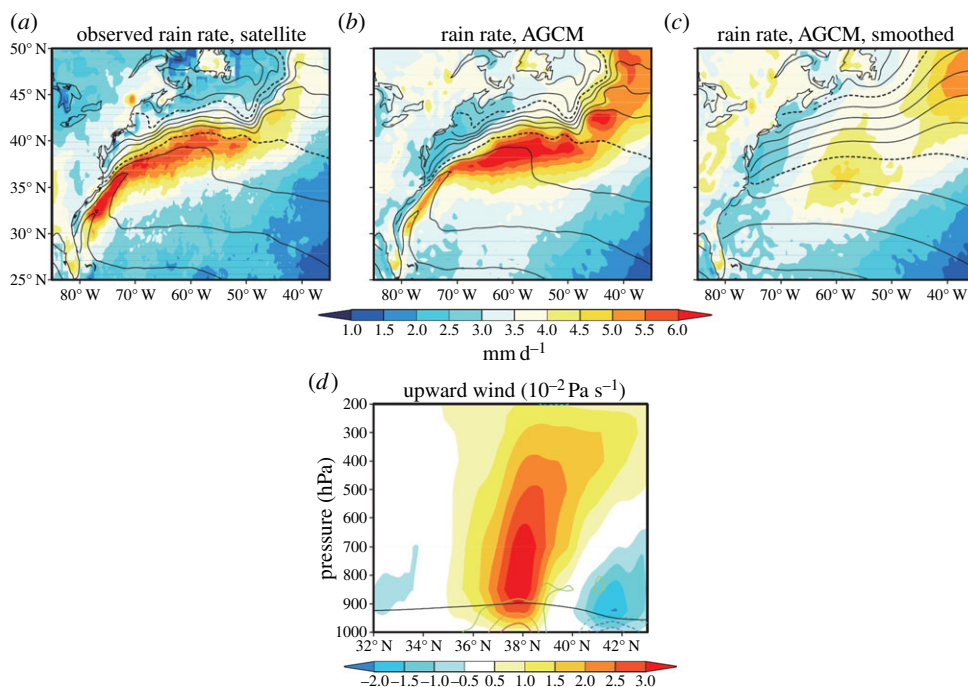 (a) observed rain rate, satellite
(b) rain rate, AGCM
(c) rain rate, AGCM, smoothed
50° N
45° N
40° N
35° N
30° N
25° N
80° W 70° W 60° W 50° W 40° W
80° W 70° W 60° W 50° W 40° W
80° W 70° W 60° W 50° W 40° W
1.0 1.5 2.0 2.5 3.0 3.5 4.0 4.5 5.0 5.5 6.0
mm d⁻¹
(d) upward wind (10⁻² Pa s⁻¹)
pressure (hPa)
200
300
400
500
600
700
800
900
1000
32° N 34° N 36° N 38° N 40° N 42° N
-2.0 -1.5 -1.0 -0.5 0.5 1.0 1.5 2.0 2.5 3.0